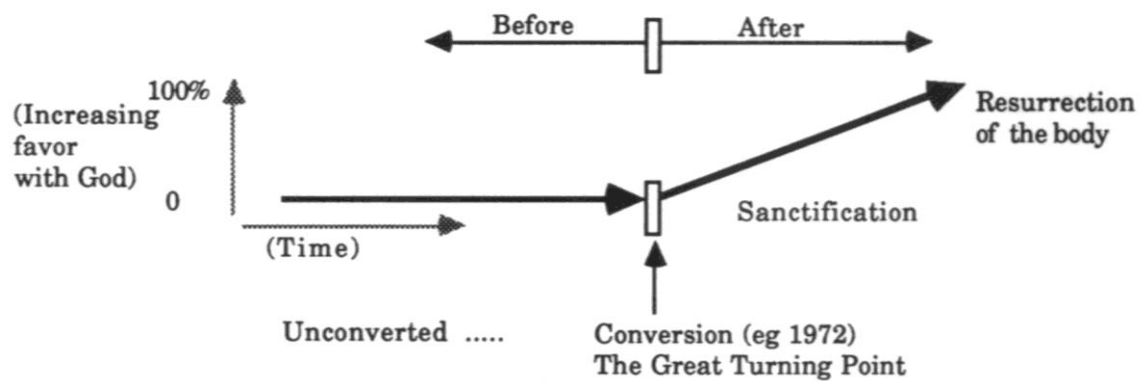 Before
After
100%
(Increasing
favor
with God)
0
(Time)
Resurrection
of the body
Sanctification
Unconverted .....
Conversion (eg 1972)
The Great Turning Point